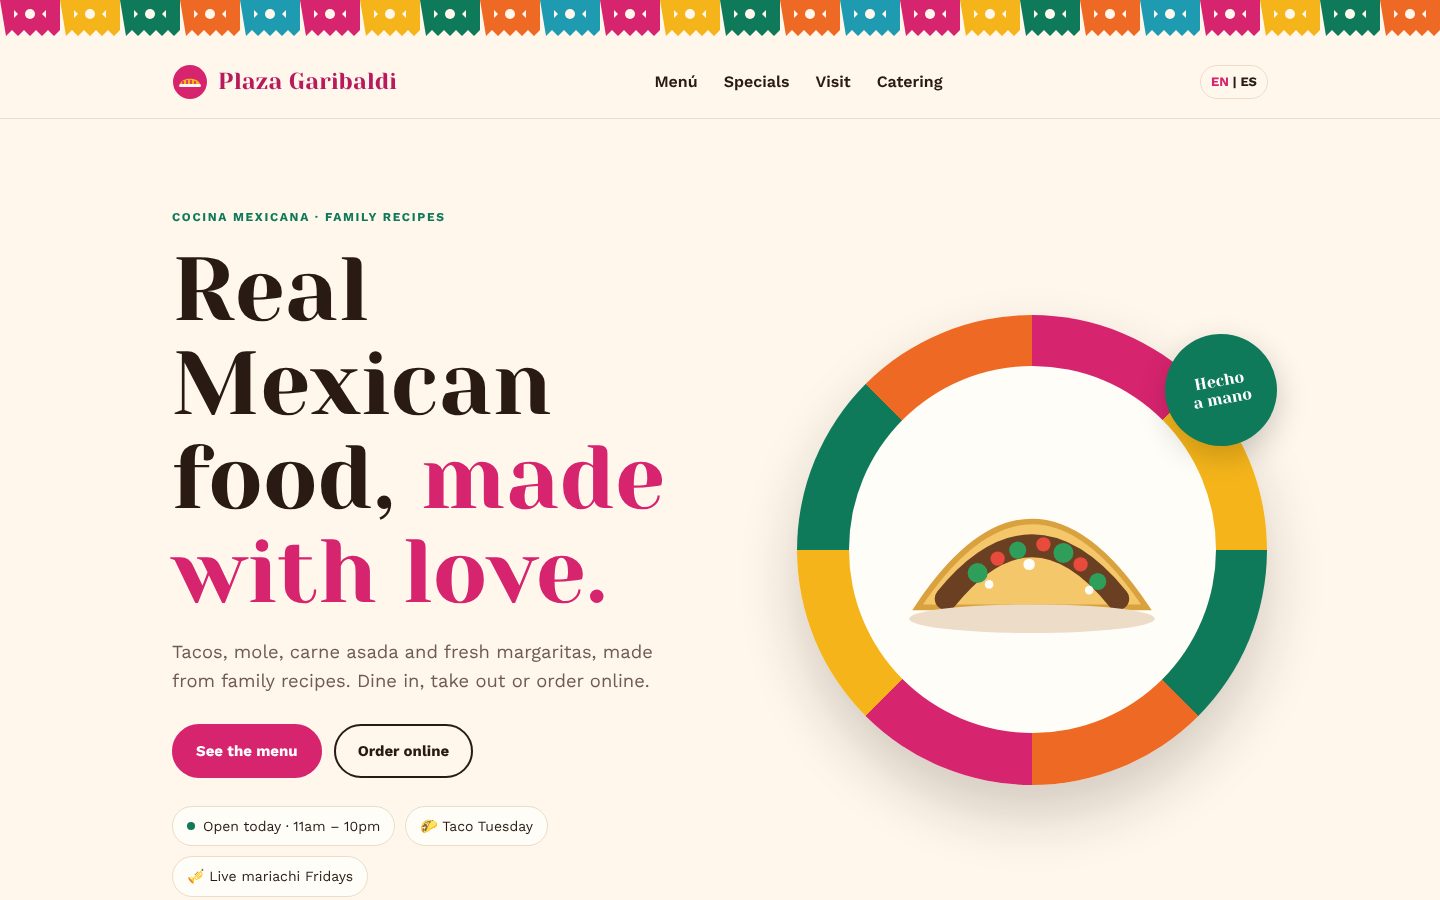 Plaza Garibaldi
Menú Specials Visit Catering
EN | ES
COCINA MEXICANA · FAMILY RECIPES
Real
Mexican
food, made
with love.
Tacos, mole, carne asada and fresh margaritas, made
from family recipes. Dine in, take out or order online.
See the menu
Order online
Open today · 11am – 10pm
🌮 Taco Tuesday
🎺 Live mariachi Fridays
Hecho
a mano